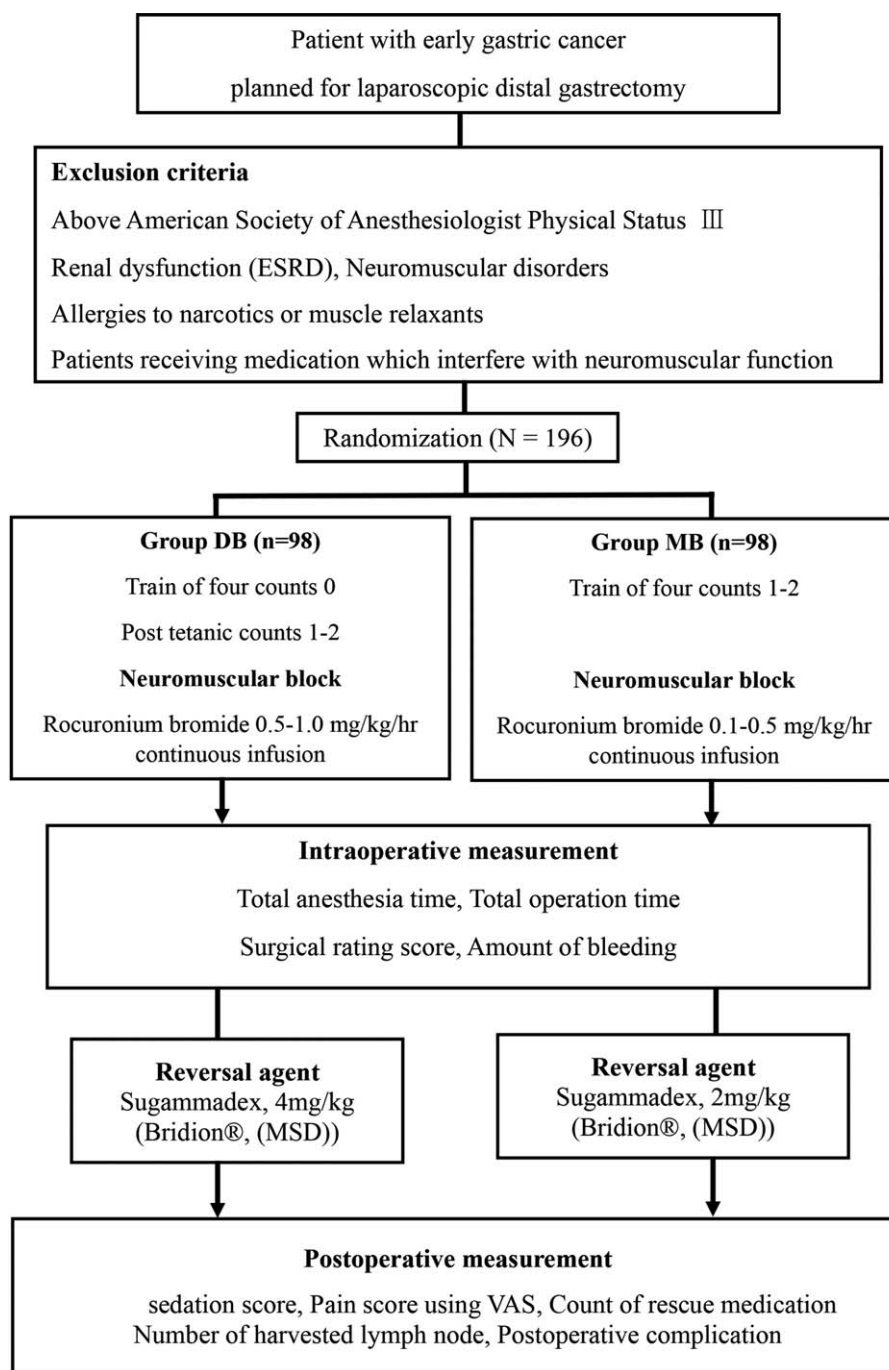 Patient with early gastric cancer
planned for laparoscopic distal gastrectomy
Exclusion criteria
Above American Society of Anesthesiologist Physical Status Ⅲ
Renal dysfunction (ESRD), Neuromuscular disorders
Allergies to narcotics or muscle relaxants
Patients receiving medication which interfere with neuromuscular function
Randomization (N = 196)
Group DB (n=98)
Train of four counts 0
Post tetanic counts 1-2
Neuromuscular block
Rocuronium bromide 0.5-1.0 mg/kg/hr
continuous infusion
Group MB (n=98)
Train of four counts 1-2
Neuromuscular block
Rocuronium bromide 0.1-0.5 mg/kg/hr
continuous infusion
Intraoperative measurement
Total anesthesia time, Total operation time
Surgical rating score, Amount of bleeding
Reversal agent
Sugammadex, 4mg/kg
(Bridion®, (MSD))
Reversal agent
Sugammadex, 2mg/kg
(Bridion®, (MSD))
Postoperative measurement
sedation score, Pain score using VAS, Count of rescue medication
Number of harvested lymph node, Postoperative complication